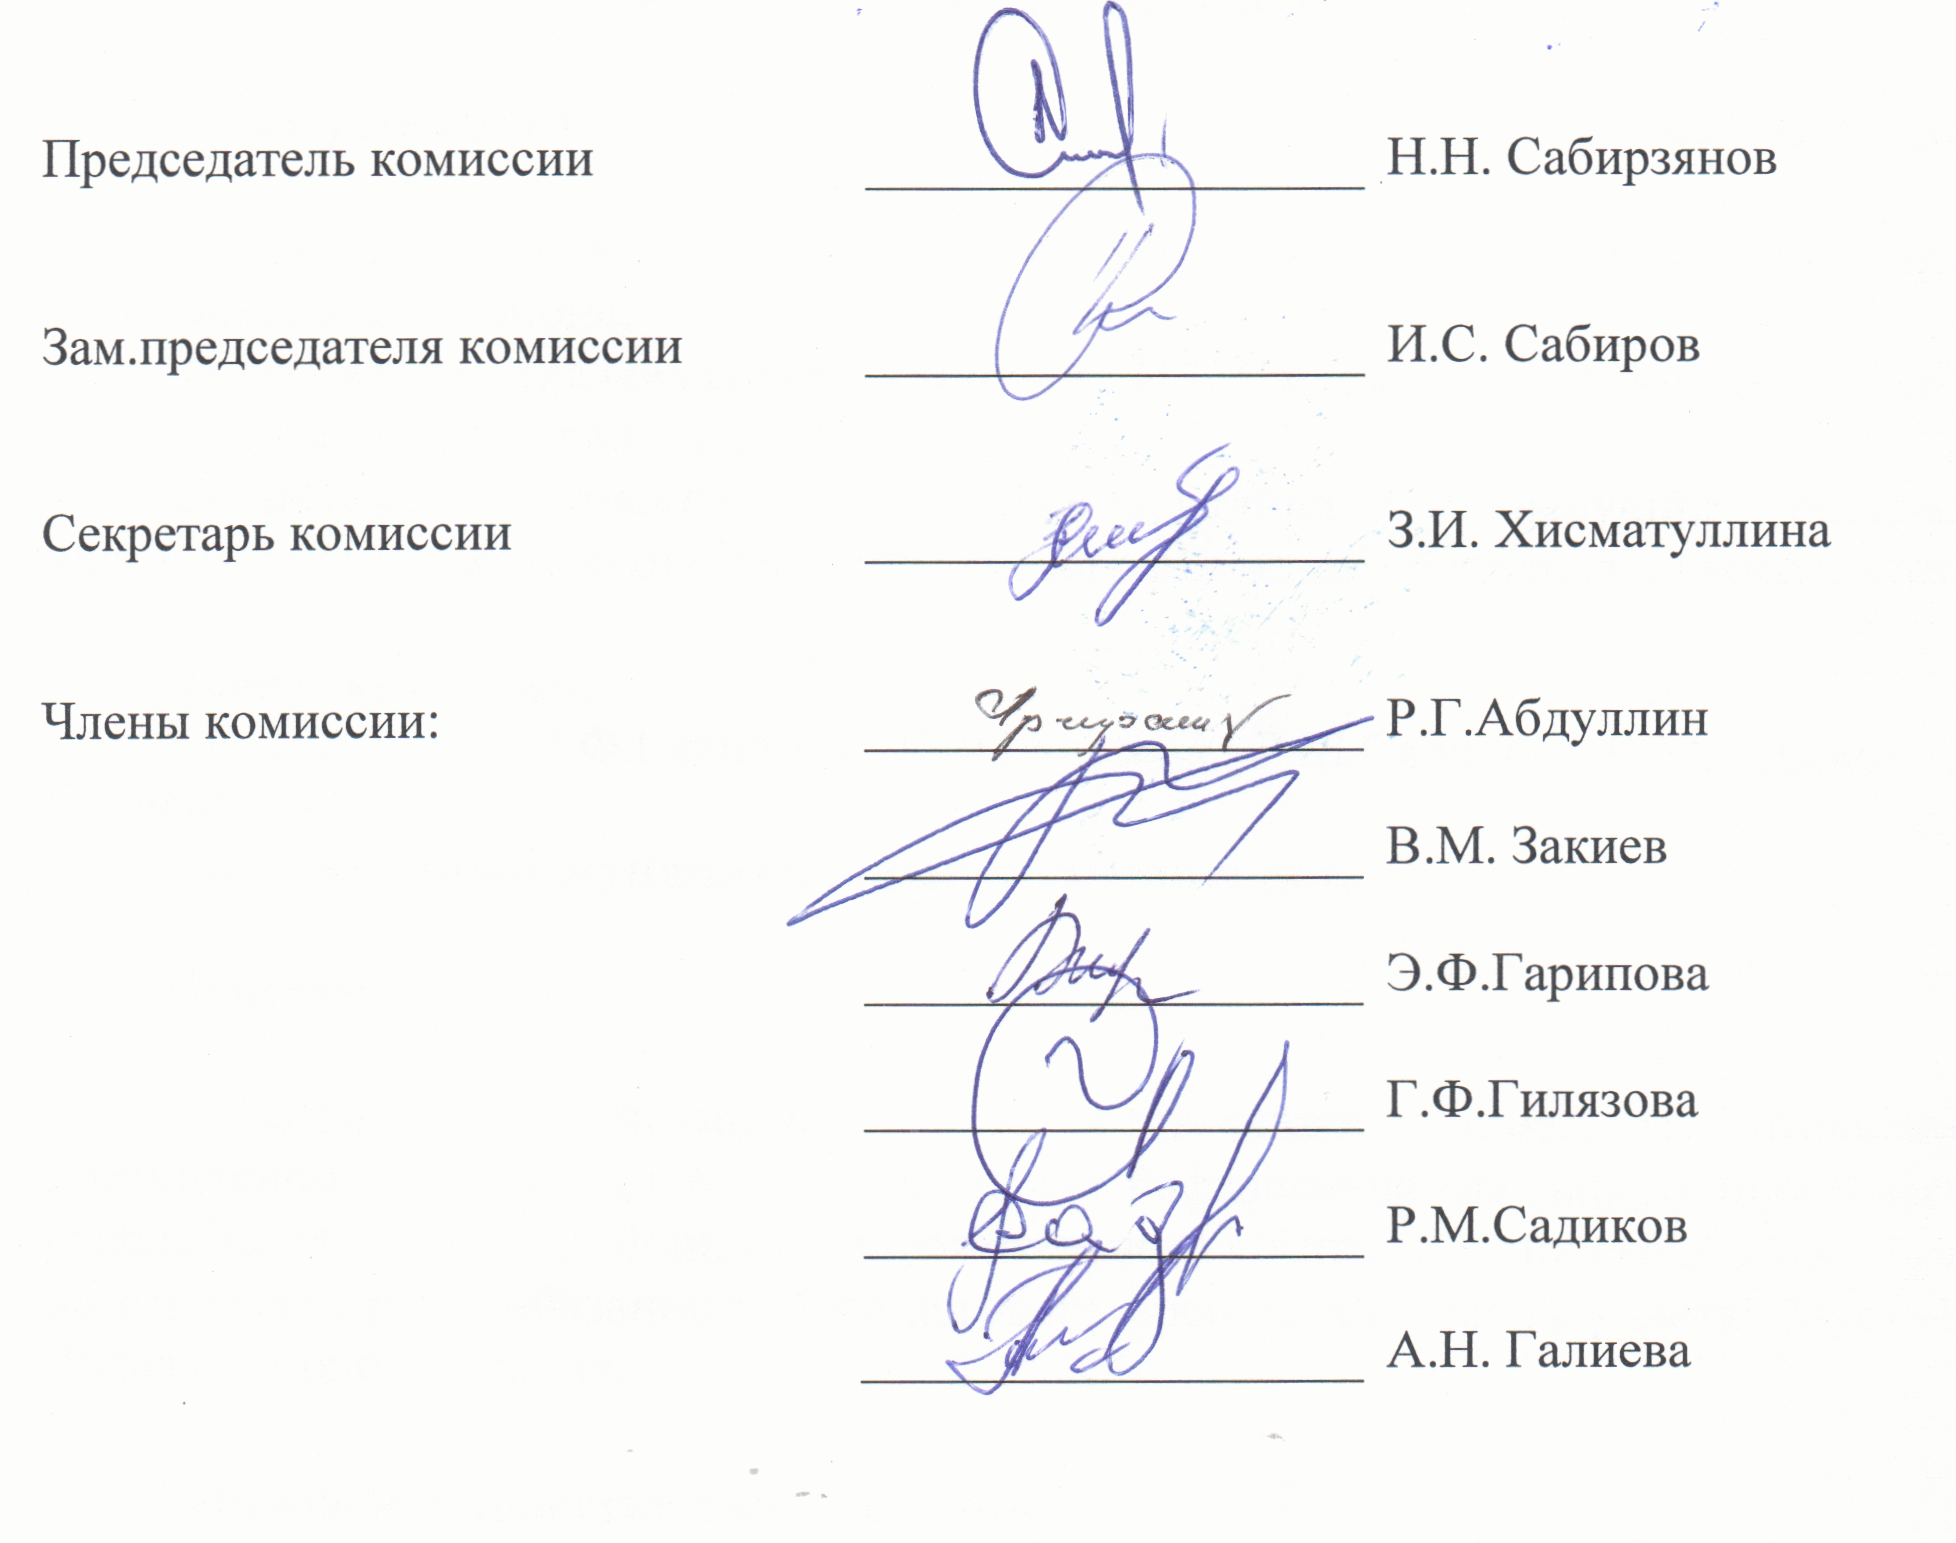 Председатель комиссии Н.Н. Сабирзянов
Зам.председателя комиссии И.С. Сабиров
Секретарь комиссии З.И. Хисматуллина
Члены комиссии: Р.Г.Абдуллин
В.М. Закиев
Э.Ф.Гарипова
Г.Ф.Гилязова
Р.М.Садиков
А.Н. Галиева